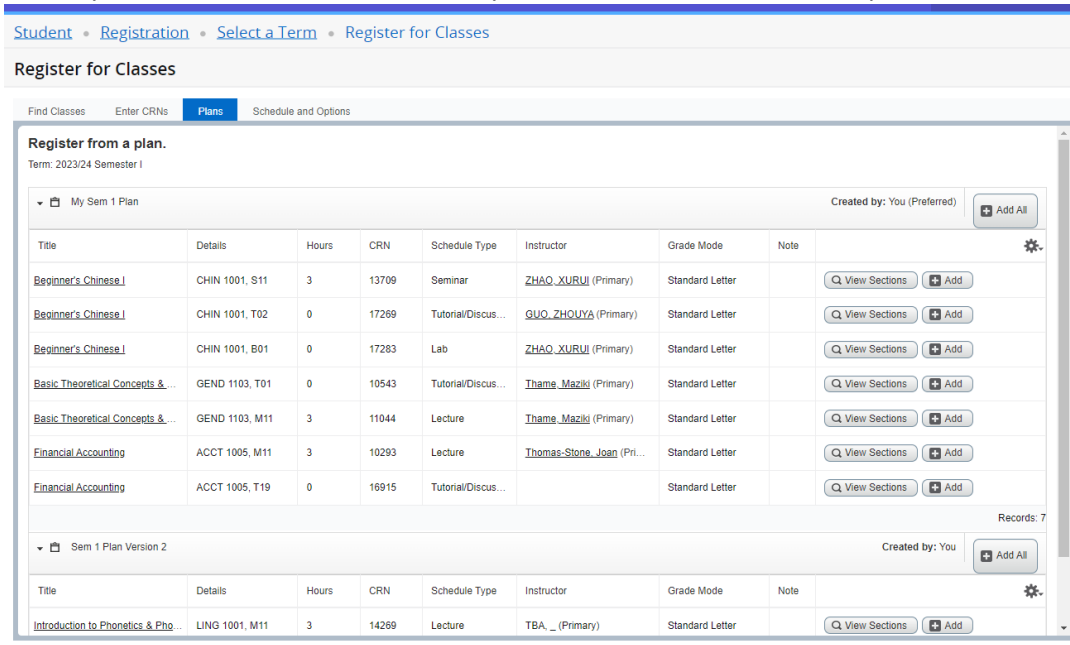 Student • Registration • Select a Term • Register for Classes
Register for Classes
Find Classes Enter CRNs Plans Schedule and Options
Register from a plan.
Term: 2023/24 Semester I
My Sem 1 Plan Created by: You (Preferred) Add All
Title Details Hours CRN Schedule Type Instructor Grade Mode Note
Beginner's Chinese I CHIN 1001, S11 3 13709 Seminar ZHAO, XURUI (Primary) Standard Letter View Sections Add
Beginner's Chinese I CHIN 1001, T02 0 17269 Tutorial/Discus... GUO, ZHOUYA (Primary) Standard Letter View Sections Add
Beginner's Chinese I CHIN 1001, B01 0 17283 Lab ZHAO, XURUI (Primary) Standard Letter View Sections Add
Basic Theoretical Concepts & ... GEND 1103, T01 0 10543 Tutorial/Discus... Thame, Maziki (Primary) Standard Letter View Sections Add
Basic Theoretical Concepts & ... GEND 1103, M11 3 11044 Lecture Thame, Maziki (Primary) Standard Letter View Sections Add
Financial Accounting ACCT 1005, M11 3 10293 Lecture Thomas-Stone, Joan (Pri... Standard Letter View Sections Add
Financial Accounting ACCT 1005, T19 0 16915 Tutorial/Discus... Standard Letter View Sections Add
Records: 7
Sem 1 Plan Version 2 Created by: You Add All
Title Details Hours CRN Schedule Type Instructor Grade Mode Note
Introduction to Phonetics & Pho... LING 1001, M11 3 14269 Lecture TBA, _ (Primary) Standard Letter View Sections Add